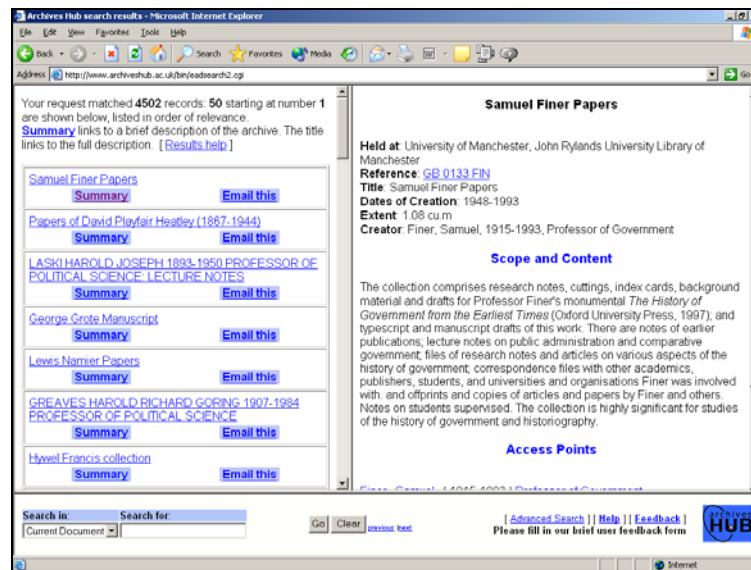 Archives Hub search results - Microsoft Internet Explorer
File Edit View Favorites Tools Help
Back Search Favorites Media
Address http://www.archiveshub.ac.uk/bin/eadsearch2.cgi Go
Your request matched 4502 records: 50 starting at number 1
are shown below, listed in order of relevance.
Summary links to a brief description of the archive. The title
links to the full description. [ Results help ]
Samuel Finer Papers
Summary Email this
Papers of David Playfair Heatley (1867-1944)
Summary Email this
LASKI HAROLD JOSEPH 1893-1950 PROFESSOR OF
POLITICAL SCIENCE: LECTURE NOTES
Summary Email this
George Grote Manuscript
Summary Email this
Lewis Namier Papers
Summary Email this
GREAVES HAROLD RICHARD GORING 1907-1984
PROFESSOR OF POLITICAL SCIENCE
Summary Email this
Hywel Francis collection
Summary Email this
Samuel Finer Papers
Held at: University of Manchester, John Rylands University Library of
Manchester
Reference: GB 0133 FIN
Title: Samuel Finer Papers
Dates of Creation: 1948-1993
Extent: 1.08 cu.m
Creator: Finer, Samuel, 1915-1993, Professor of Government
Scope and Content
The collection comprises research notes, cuttings, index cards, background
material and drafts for Professor Finer's monumental The History of
Government from the Earliest Times (Oxford University Press, 1997); and
typescript and manuscript drafts of this work. There are notes of earlier
publications; lecture notes on public administration and comparative
government; files of research notes and articles on various aspects of the
history of government; correspondence files with other academics,
publishers, students, and universities and organisations Finer was involved
with. and offprints and copies of articles and papers by Finer and others.
Notes on students supervised. The collection is highly significant for studies
of the history of government and historiography.
Access Points
Finer, Samuel, ( 1915-1993 ) Professor of Government
Search in: Search for:
Current Document Go Clear previous next
[ Advanced Search ] [ Help ] [ Feedback ]
Please fill in our brief user feedback form
archives
HUB
Internet